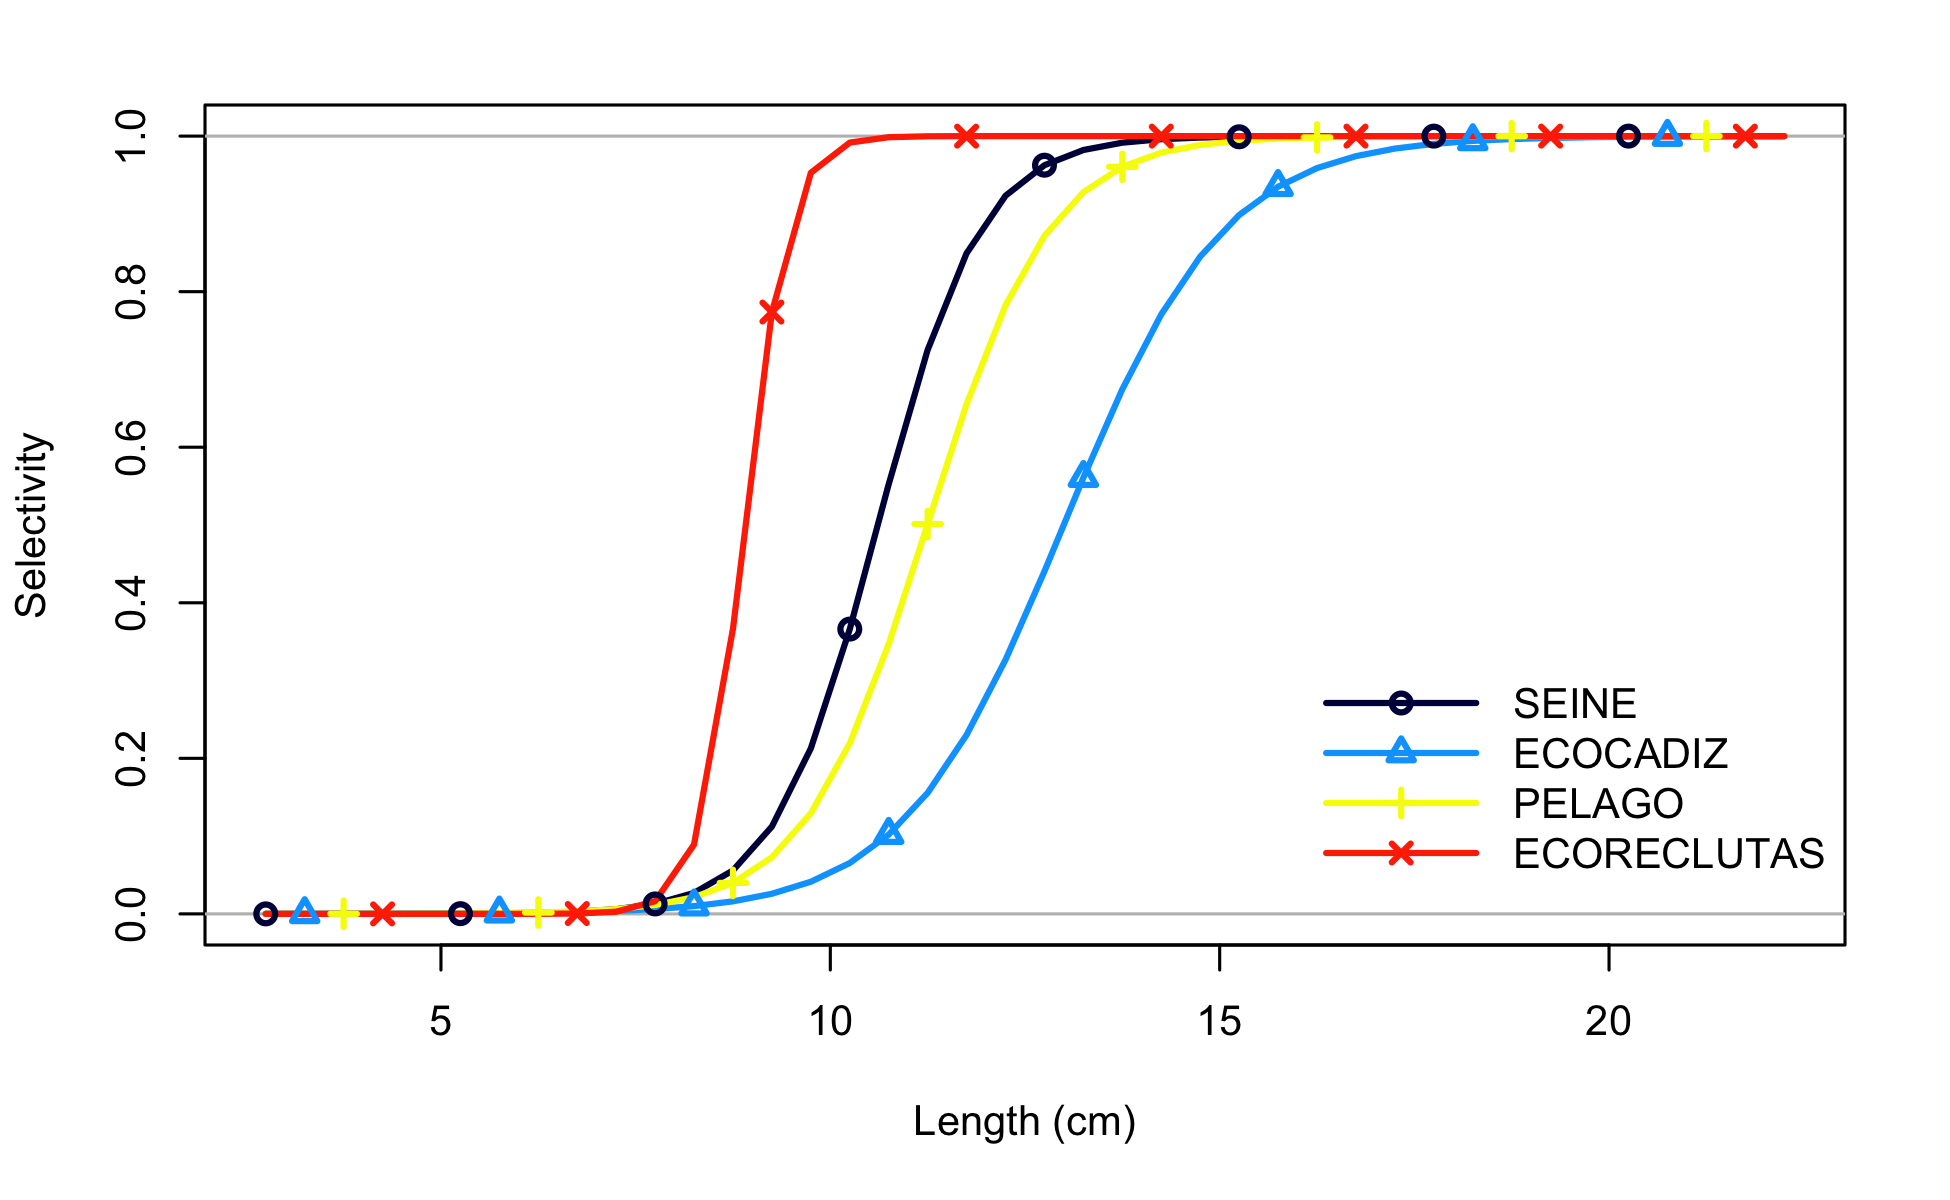 1.0
0.8
0.6
0.4
0.2
0.0
Selectivity
SEINE
ECOCADIZ
PELAGO
ECORECLUTAS
5 10 15 20
Length (cm)